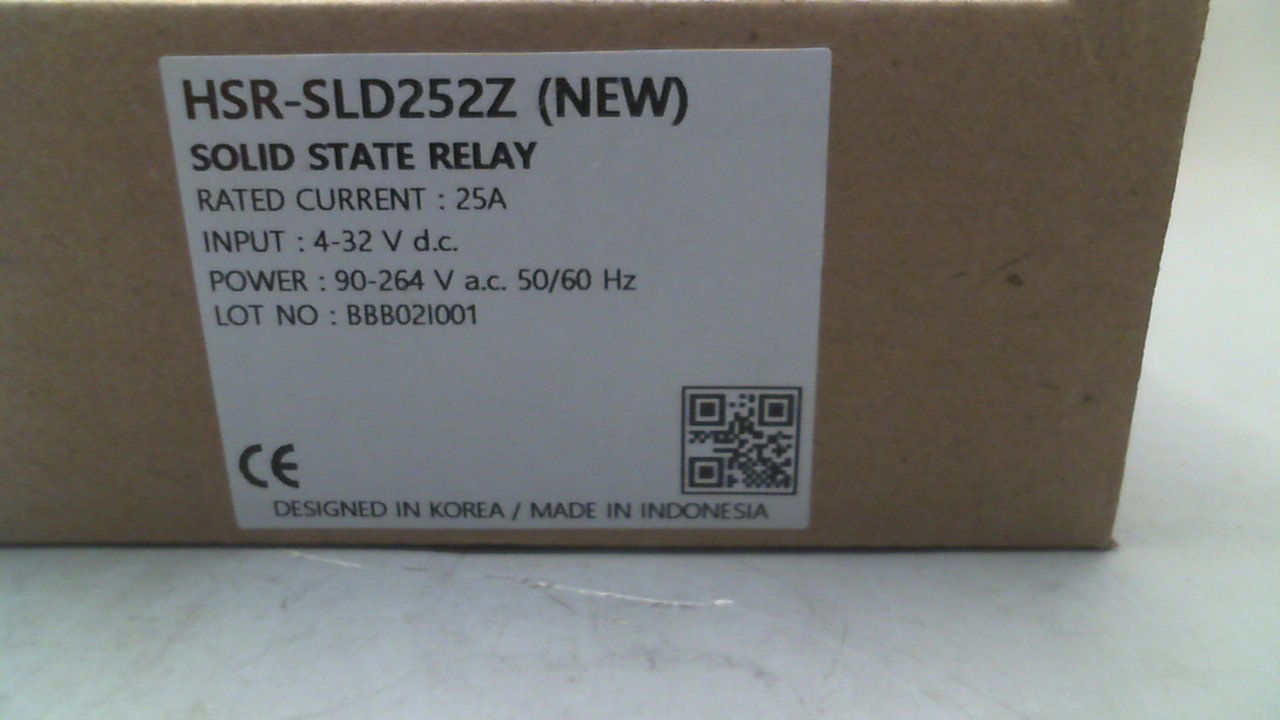 HSR-SLD252Z (NEW)
SOLID STATE RELAY
RATED CURRENT : 25A
INPUT : 4-32 V d.c.
POWER : 90-264 V a.c. 50/60 Hz
LOT NO : BBB02I001
CE
DESIGNED IN KOREA / MADE IN INDONESIA